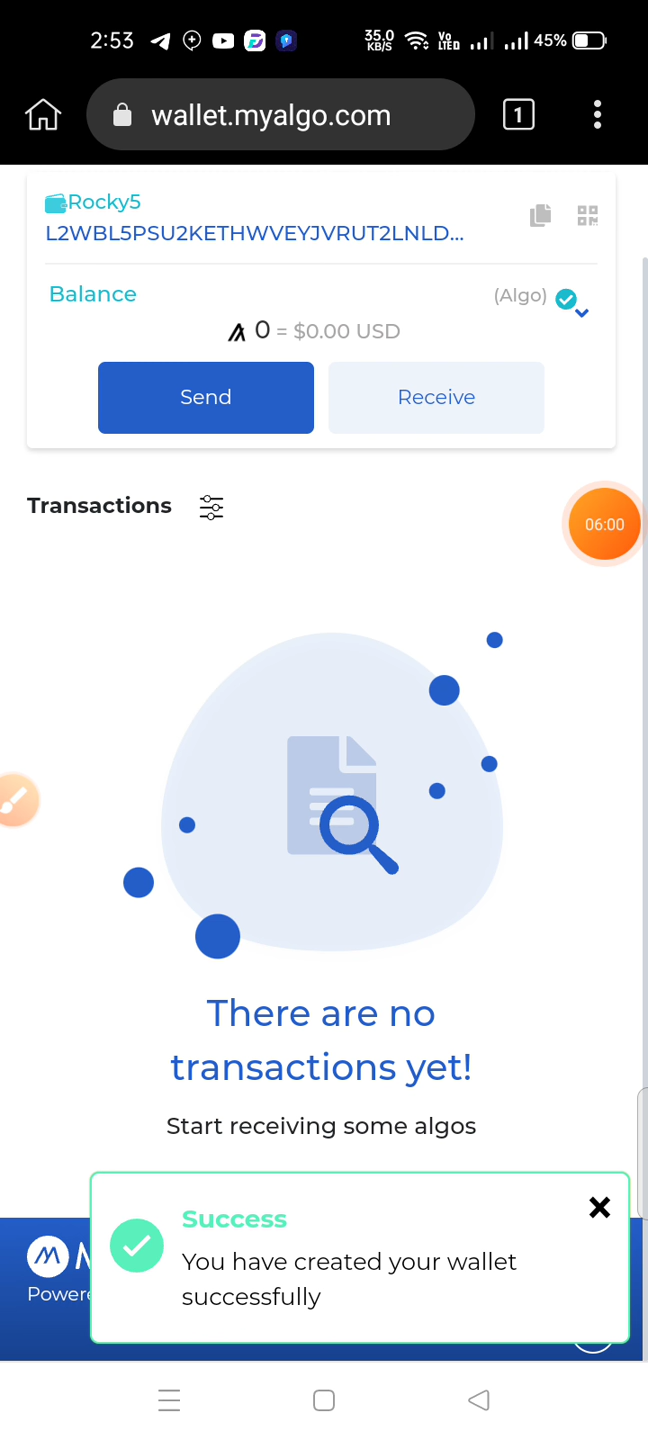 2:53 35.0 KB/S Vo LTED 45%
wallet.myalgo.com 1
Rocky5
L2WBL5PSU2KETHWVEYJVRUT2LNLD...
Balance (Algo)
0 = $0.00 USD
Send Receive
Transactions
06:00
There are no
transactions yet!
Start receiving some algos
Success
You have created your wallet
successfully